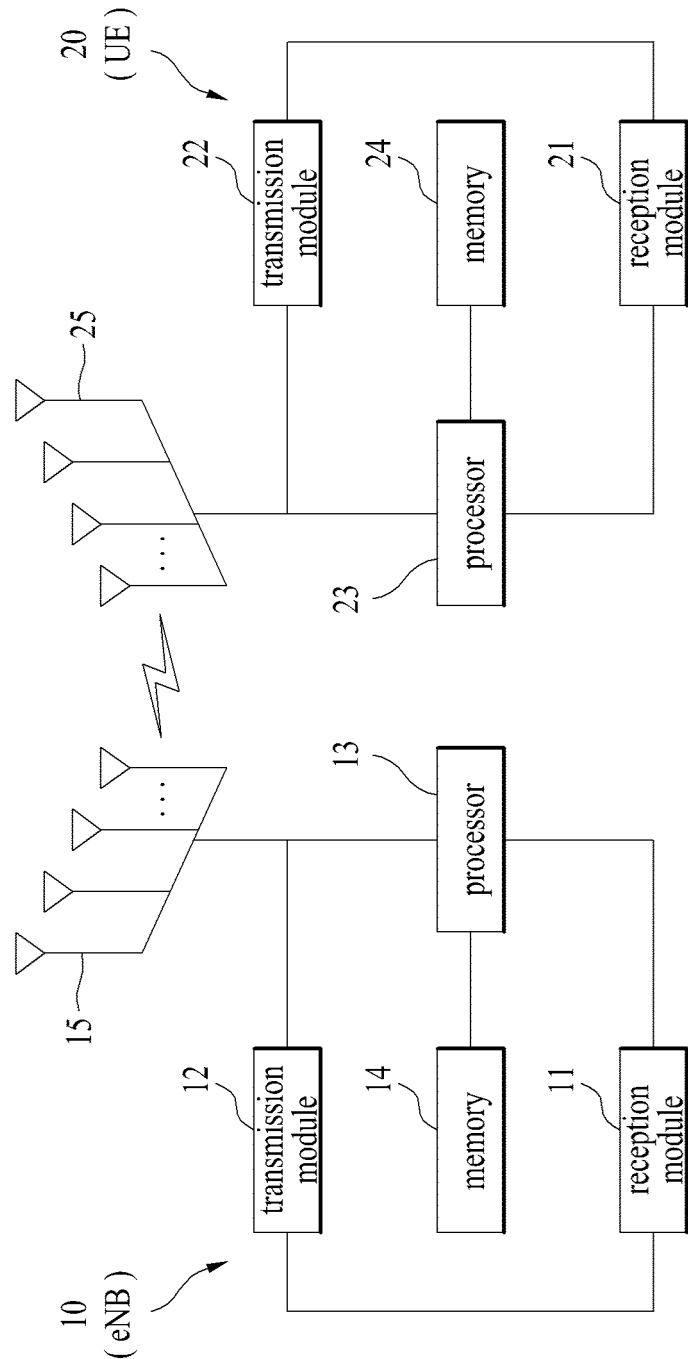 10
( eNB )
15
12
transmission
module
14
memory
13
processor
11
reception
module
20
( UE )
25
22
transmission
module
24
memory
23
processor
21
reception
module